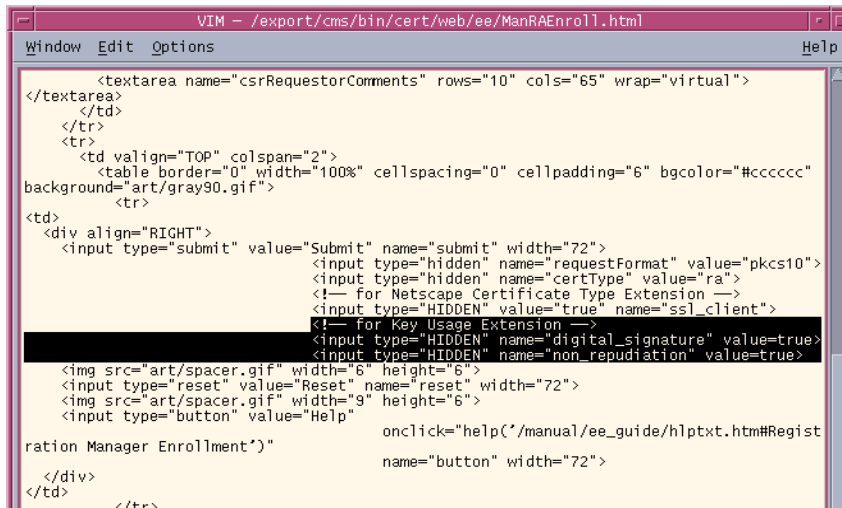 VIM — /export/cms/bin/cert/web/ee/ManRAEnroll.html
Window Edit Options Help
<textarea name="csrRequestorComments" rows="10" cols="65" wrap="virtual">
</textarea>
</td>
</tr>
<tr>
<td valign="TOP" colspan="2">
<table border="0" width="100%" cellspacing="0" cellpadding="6" bgcolor="#cccccc"
background="art/gray90.gif">
<tr>
<td>
<div align="RIGHT">
<input type="submit" value="Submit" name="submit" width="72">
<input type="hidden" name="requestFormat" value="pkcs10">
<input type="hidden" name="certType" value="ra">
<!-- for Netscape Certificate Type Extension -->
<input type="HIDDEN" value="true" name="ssl_client">
<!-- for Key Usage Extension -->
<input type="HIDDEN" name="digital_signature" value=true>
<input type="HIDDEN" name="non_repudiation" value=true>
<img src="art/spacer.gif" width="6" height="6">
<input type="reset" value="Reset" name="reset" width="72">
<img src="art/spacer.gif" width="9" height="6">
<input type="button" value="Help"
onclick="help('/manual/ee_guide/hlptxt.htm#Regist
ration Manager Enrollment')"
name="button" width="72">
</div>
</td>
</tr>